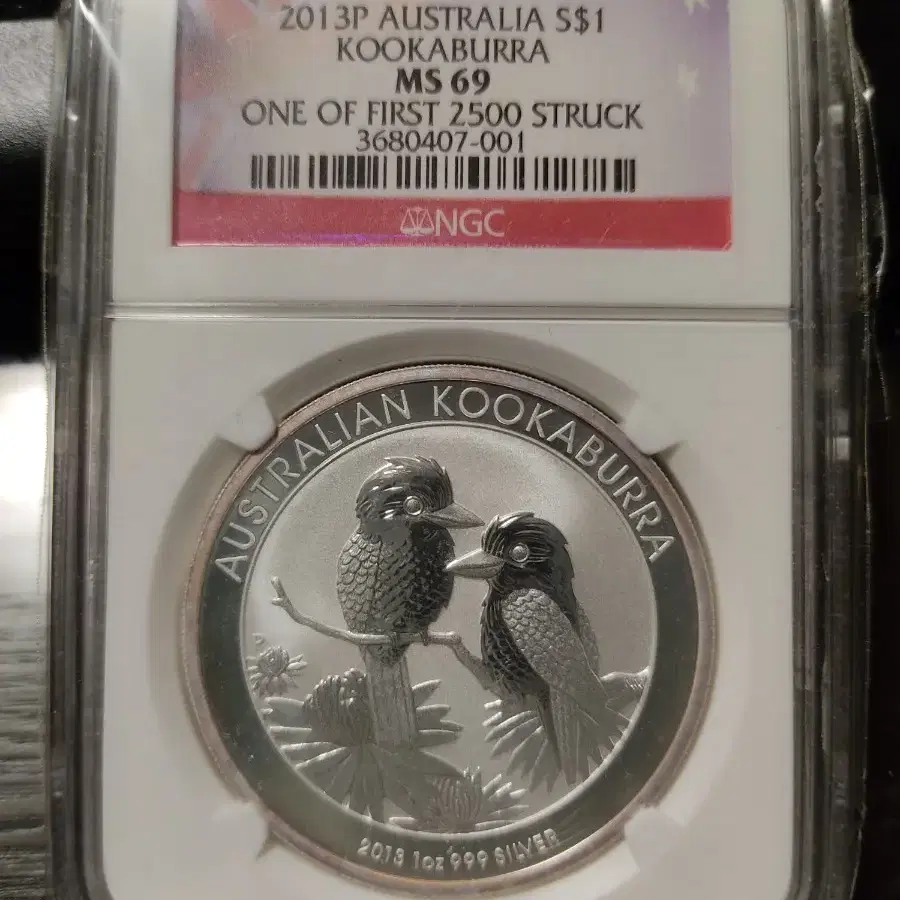 2013P AUSTRALIA S$1
KOOKABURRA
MS 69
ONE OF FIRST 2500 STRUCK
3680407-001
NGC
AUSTRALIAN KOOKABURRA
2013 1oz 999 SILVER